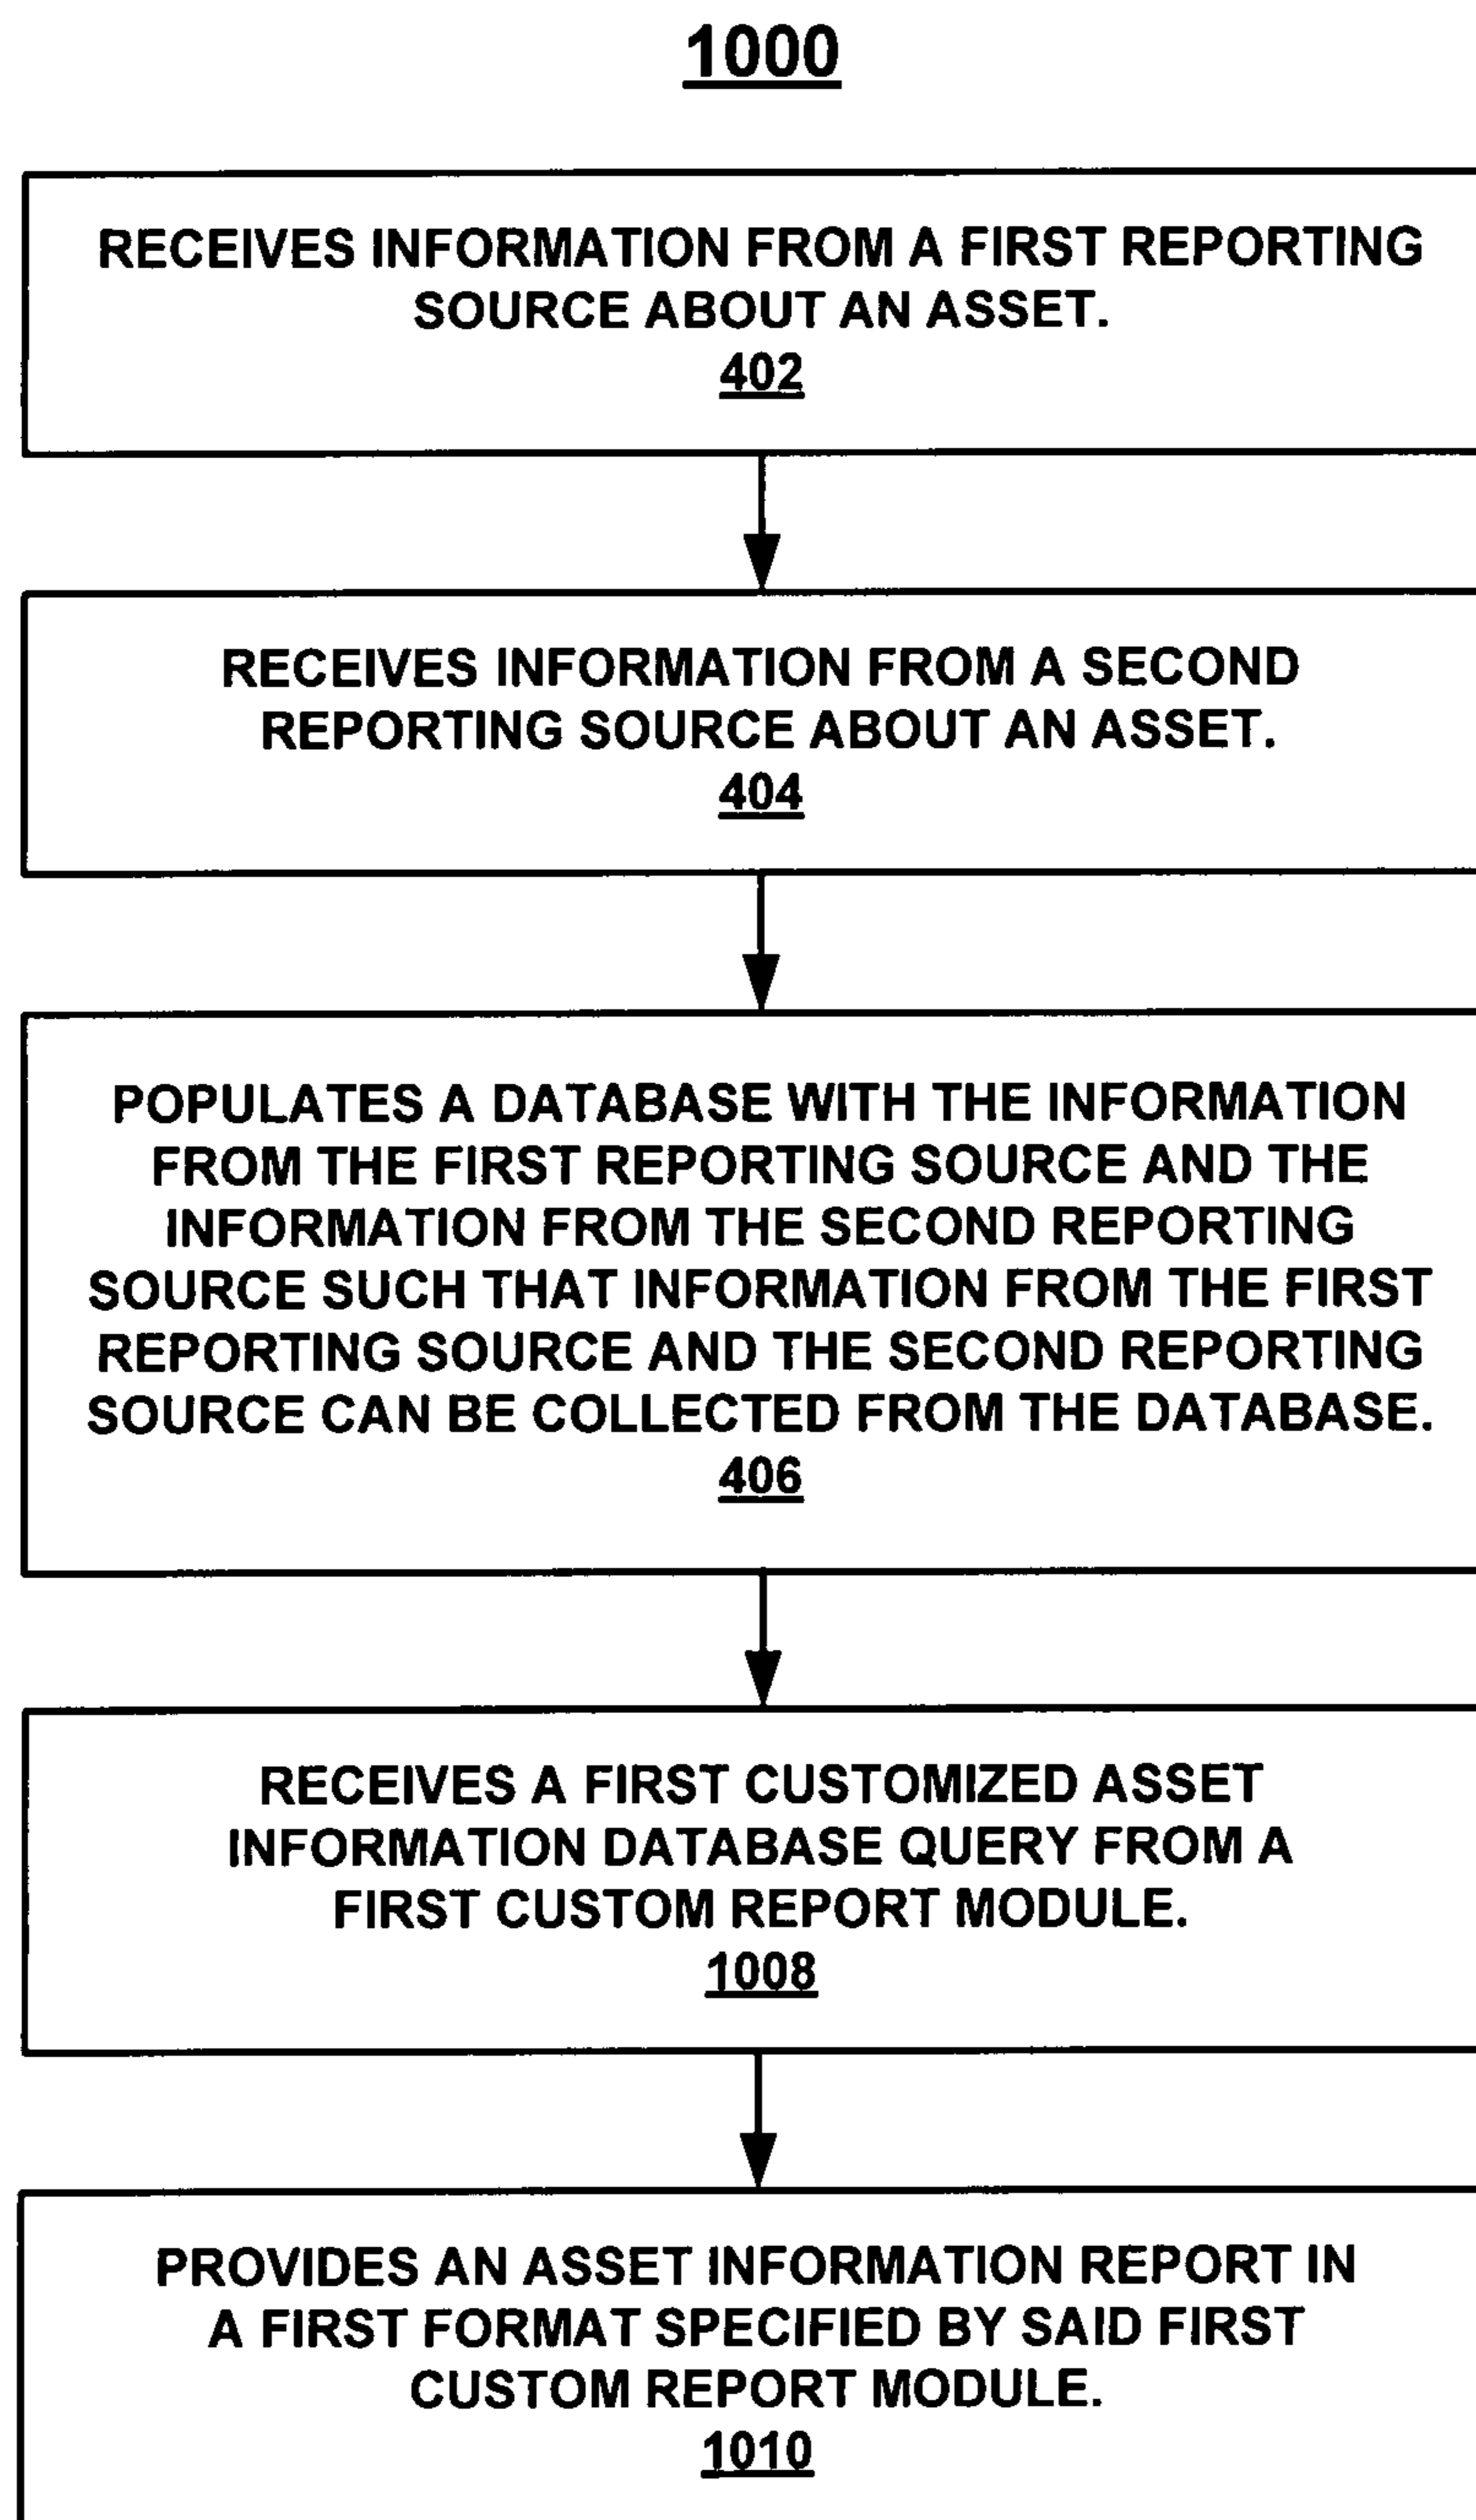 1000
RECEIVES INFORMATION FROM A FIRST REPORTING
SOURCE ABOUT AN ASSET.
402
RECEIVES INFORMATION FROM A SECOND
REPORTING SOURCE ABOUT AN ASSET.
404
POPULATES A DATABASE WITH THE INFORMATION
FROM THE FIRST REPORTING SOURCE AND THE
INFORMATION FROM THE SECOND REPORTING
SOURCE SUCH THAT INFORMATION FROM THE FIRST
REPORTING SOURCE AND THE SECOND REPORTING
SOURCE CAN BE COLLECTED FROM THE DATABASE.
406
RECEIVES A FIRST CUSTOMIZED ASSET
INFORMATION DATABASE QUERY FROM A
FIRST CUSTOM REPORT MODULE.
1008
PROVIDES AN ASSET INFORMATION REPORT IN
A FIRST FORMAT SPECIFIED BY SAID FIRST
CUSTOM REPORT MODULE.
1010